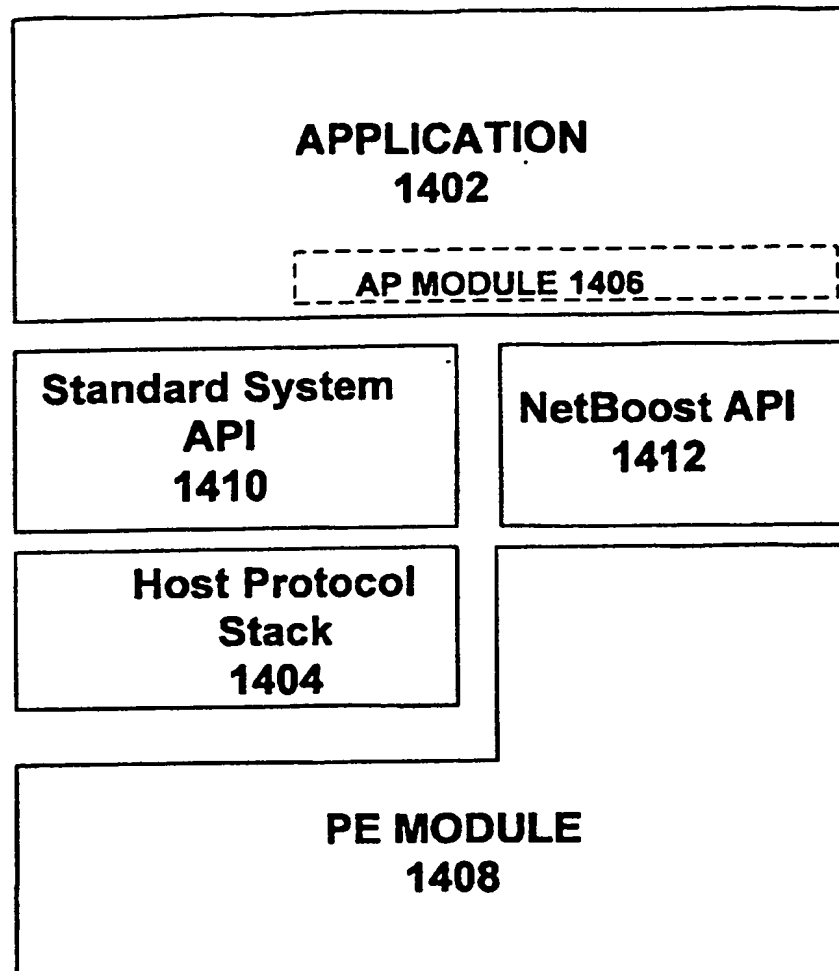 APPLICATION
1402
AP MODULE 1406
Standard System
API
1410
NetBoost API
1412
Host Protocol
Stack
1404
PE MODULE
1408